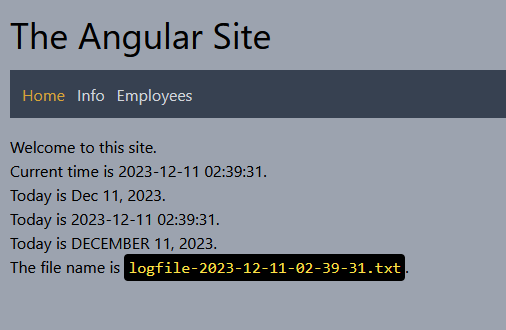 The Angular Site
Home Info Employees
Welcome to this site.
Current time is 2023-12-11 02:39:31.
Today is Dec 11, 2023.
Today is 2023-12-11 02:39:31.
Today is DECEMBER 11, 2023.
The file name is logfile-2023-12-11-02-39-31.txt.